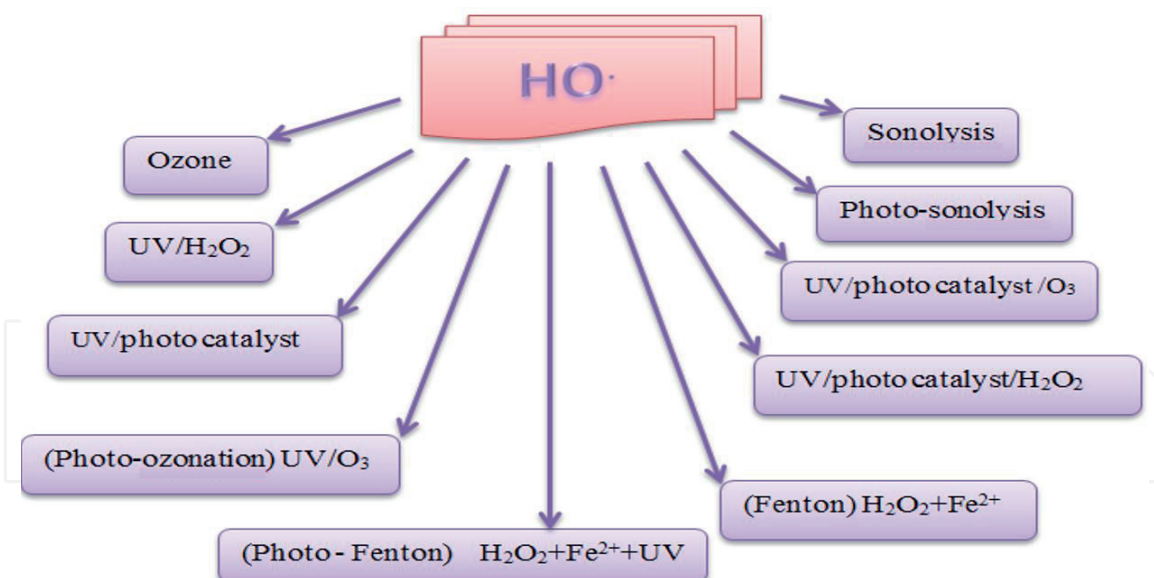 HO·
Ozone
Sonolysis
UV/H₂O₂
Photo-sonolysis
UV/photo catalyst
UV/photo catalyst /O₃
UV/photo catalyst/H₂O₂
(Photo-ozonation) UV/O₃
(Fenton) H₂O₂+Fe²⁺
(Photo - Fenton) H₂O₂+Fe²⁺+UV